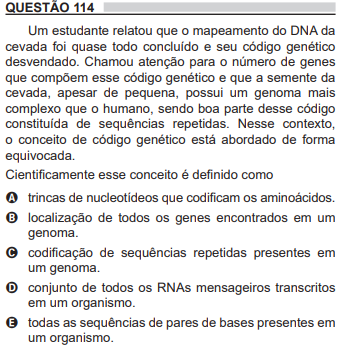 QUESTÃO 114
Um estudante relatou que o mapeamento do DNA da
cevada foi quase todo concluído e seu código genético
desvendado. Chamou atenção para o número de genes
que compõem esse código genético e que a semente da
cevada, apesar de pequena, possui um genoma mais
complexo que o humano, sendo boa parte desse código
constituída de sequências repetidas. Nesse contexto,
o conceito de código genético está abordado de forma
equivocada.
Cientificamente esse conceito é definido como
A trincas de nucleotídeos que codificam os aminoácidos.
B localização de todos os genes encontrados em um
genoma.
C codificação de sequências repetidas presentes em
um genoma.
D conjunto de todos os RNAs mensageiros transcritos
em um organismo.
E todas as sequências de pares de bases presentes em
um organismo.